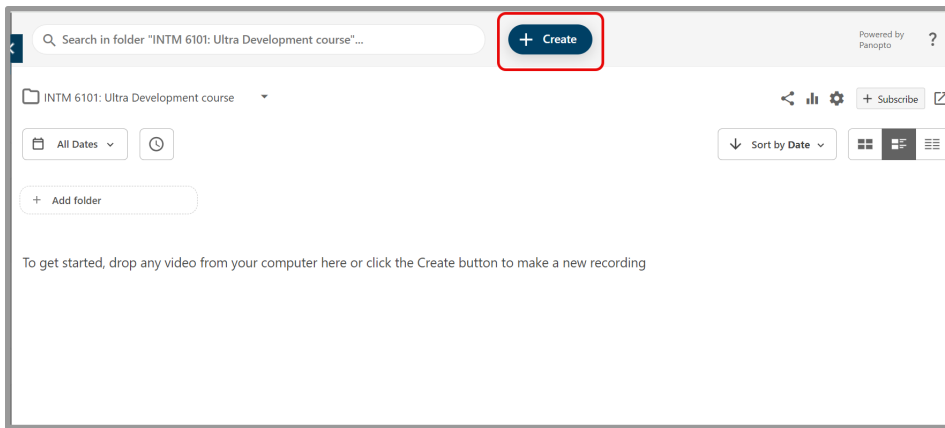 Search in folder "INTM 6101: Ultra Development course"...
+ Create
Powered by
Panopto
?
INTM 6101: Ultra Development course
+ Subscribe
All Dates
Sort by Date
+ Add folder
To get started, drop any video from your computer here or click the Create button to make a new recording